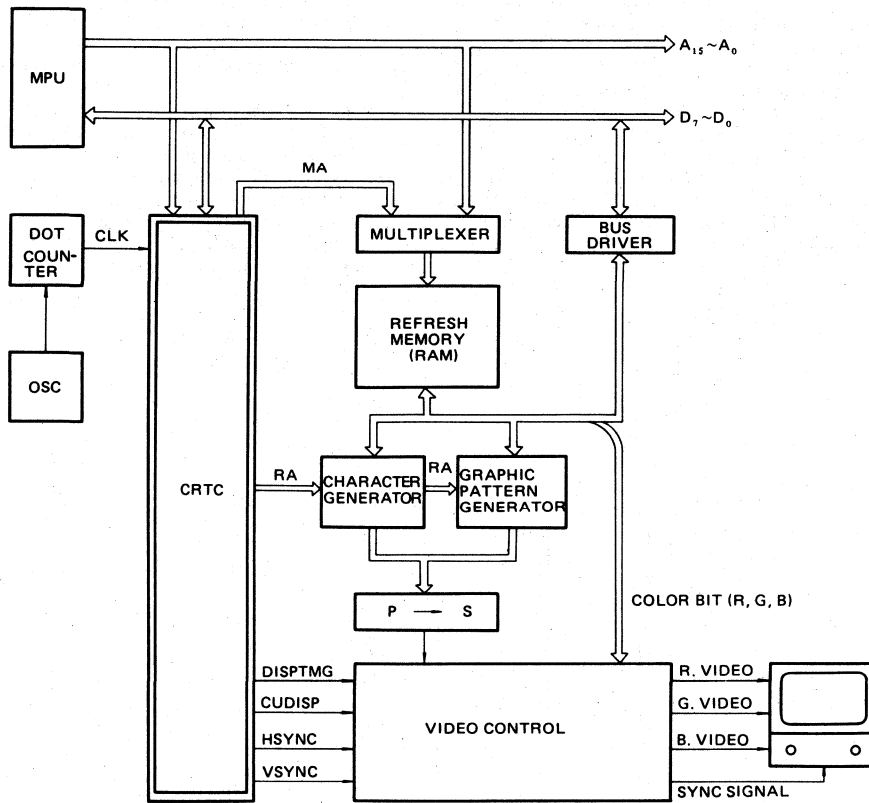 MPU
A₁₅~A₀
D₇~D₀
MA
MULTIPLEXER
BUS
DRIVER
DOT
COUN-
TER
CLK
REFRESH
MEMORY
(RAM)
OSC
CRTC
RA
CHARACTER
GENERATOR
RA
GRAPHIC
PATTERN
GENERATOR
P → S
COLOR BIT (R, G, B)
DISPTMG
CUDISP
HSYNC
VSYNC
VIDEO CONTROL
R. VIDEO
G. VIDEO
B. VIDEO
SYNC SIGNAL